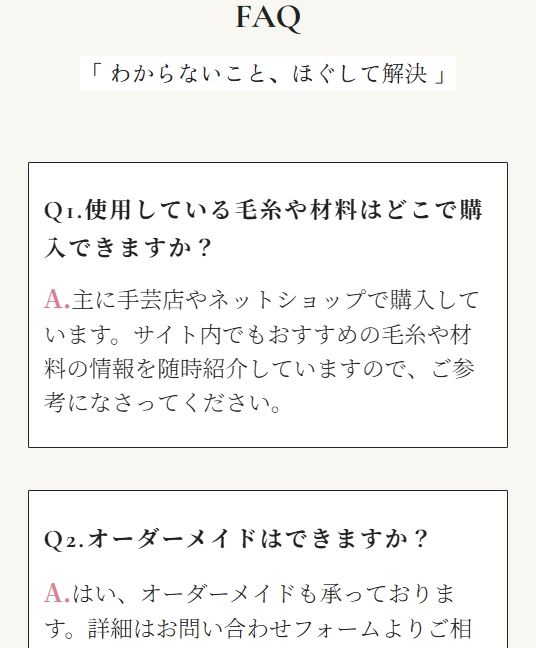 FAQ
「 わからないこと、ほぐして解決 」
Q1.使用している毛糸や材料はどこで購
入できますか？
A.主に手芸店やネットショップで購入して
います。サイト内でもおすすめの毛糸や材
料の情報を随時紹介していますので、ご参
考になさってください。
Q2.オーダーメイドはできますか？
A.はい、オーダーメイドも承っておりま
す。詳細はお問い合わせフォームよりご相